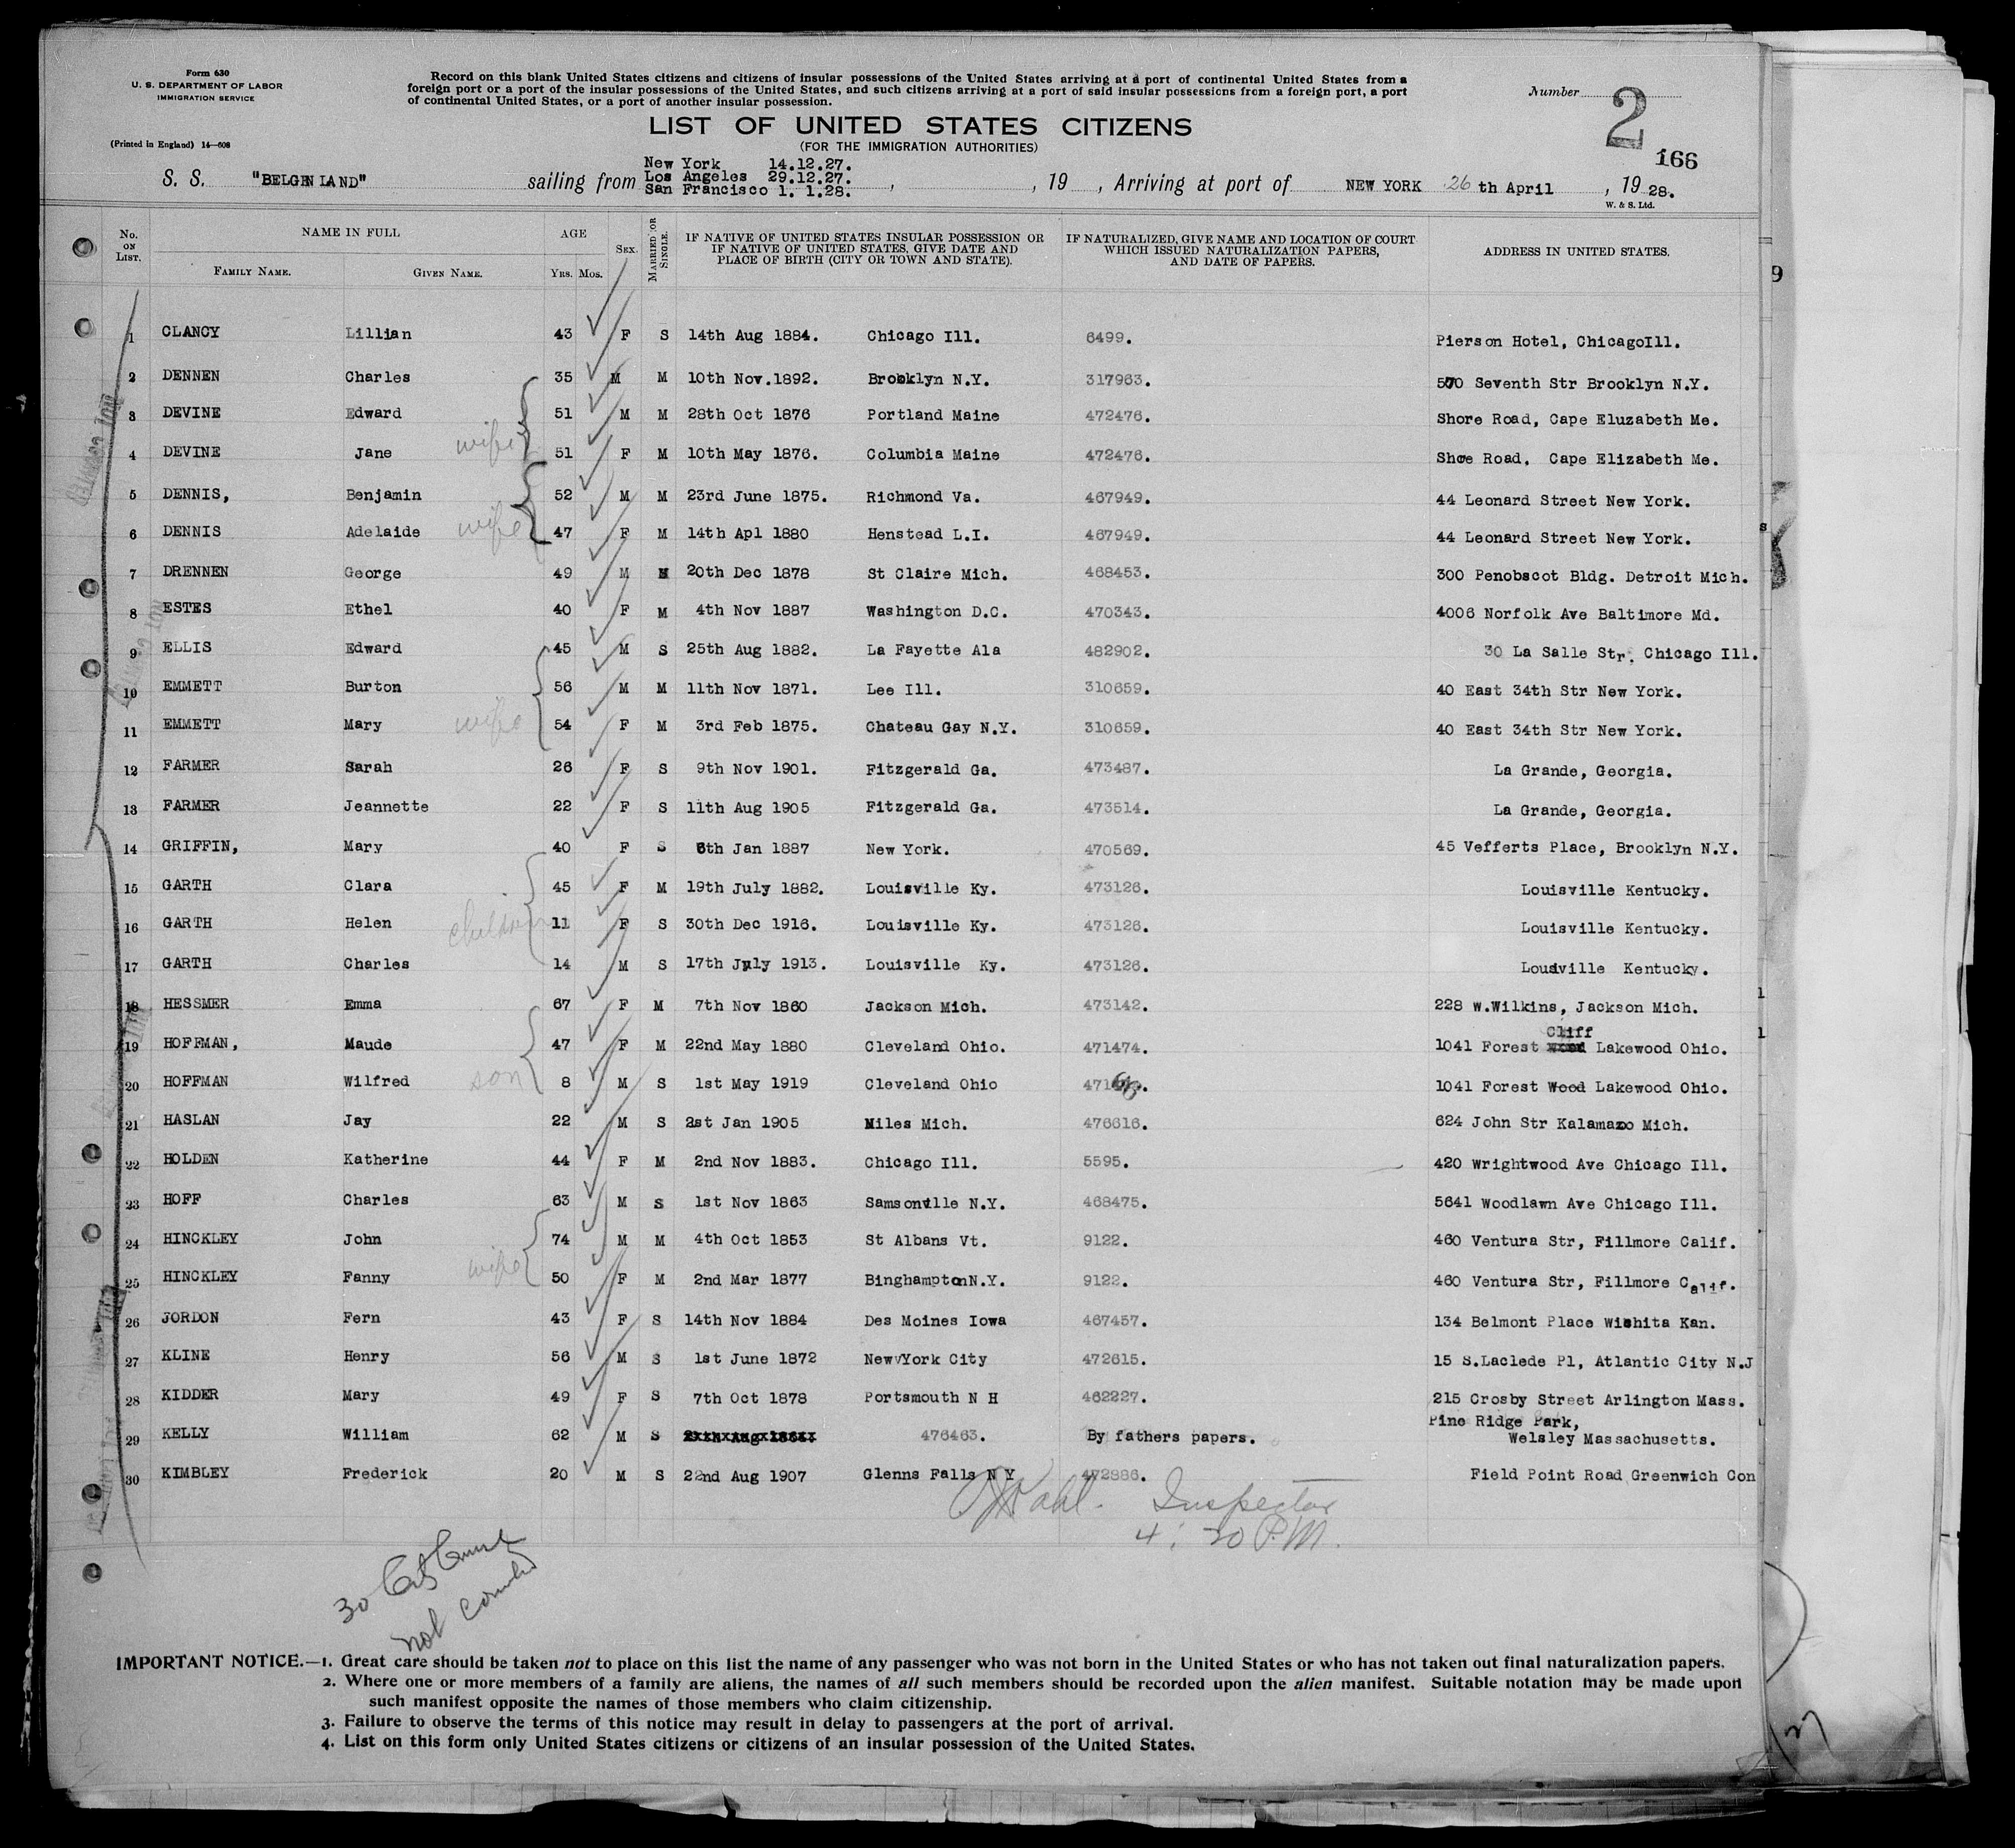 Form 630
U. S. DEPARTMENT OF LABOR
IMMIGRATION SERVICE
(Printed in England) 14—608
Record on this blank United States citizens and citizens of insular possessions of the United States arriving at a port of continental United States from a
foreign port or a port of the insular possessions of the United States, and such citizens arriving at a port of said insular possessions from a foreign port, a port
of continental United States, or a port of another insular possession.
Number
2
166
LIST OF UNITED STATES CITIZENS
(FOR THE IMMIGRATION AUTHORITIES)
S. S. "BELGENLAND" sailing from New York 14.12.27.
Los Angeles 29.12.27.
San Francisco 1. 1.28. , , 19 , Arriving at port of NEW YORK 26 th April , 19 28.
W. & S. Ltd.
No. ON LIST. NAME IN FULL AGE SEX. MARRIED OR SINGLE. IF NATIVE OF UNITED STATES INSULAR POSSESSION OR IF NATIVE OF UNITED STATES, GIVE DATE AND PLACE OF BIRTH (CITY OR TOWN AND STATE). IF NATURALIZED, GIVE NAME AND LOCATION OF COURT WHICH ISSUED NATURALIZATION PAPERS, AND DATE OF PAPERS. ADDRESS IN UNITED STATES.
FAMILY NAME. GIVEN NAME. YRS. MOS.
1 CLANCY Lillian 43 F S 14th Aug 1884. Chicago Ill. 6499. Pierson Hotel, ChicagoIll.
2 DENNEN Charles 35 M M 10th Nov.1892. Brooklyn N.Y. 317963. 570 Seventh Str Brooklyn N.Y.
3 DEVINE Edward 51 M M 28th Oct 1876 Portland Maine 472476. Shore Road, Cape Eluzabeth Me.
4 DEVINE Jane wife 51 F M 10th May 1876. Columbia Maine 472476. Shoe Road. Cape Elizabeth Me.
5 DENNIS, Benjamin 52 M M 23rd June 1875. Richmond Va. 467949. 44 Leonard Street New York.
6 DENNIS Adelaide wife 47 F M 14th Apl 1880 Henstead L.I. 467949. 44 Leonard Street New York.
7 DRENNEN George 49 M M 20th Dec 1878 St Claire Mich. 468453. 300 Penobscot Bldg. Detroit Mich.
8 ESTES Ethel 40 F M 4th Nov 1887 Washington D.C. 470343. 4006 Norfolk Ave Baltimore Md.
9 ELLIS Edward 45 M S 25th Aug 1882. La Fayette Ala 482902. 30 La Salle Str. Chicago Ill.
10 EMMETT Burton 56 M M 11th Nov 1871. Lee Ill. 310659. 40 East 34th Str New York.
11 EMMETT Mary wife 54 F M 3rd Feb 1875. Chateau Gay N.Y. 310659. 40 East 34th Str New York.
12 FARMER Sarah 26 F S 9th Nov 1901. Fitzgerald Ga. 473487. La Grande, Georgia.
13 FARMER Jeannette 22 F S 11th Aug 1905 Fitzgerald Ga. 473514. La Grande, Georgia.
14 GRIFFIN, Mary 40 F S 6th Jan 1887 New York. 470569. 45 Vefferts Place, Brooklyn N.Y.
15 GARTH Clara 45 F M 19th July 1882. Louisville Ky. 473126. Louisville Kentucky.
16 GARTH Helen children 11 F S 30th Dec 1916. Louisville Ky. 473126. Louisville Kentucky.
17 GARTH Charles 14 M S 17th July 1913. Louisville Ky. 473126. Lousville Kentucky.
18 HESSMER Emma 67 F M 7th Nov 1860 Jackson Mich. 473142. 228 W.Wilkins, Jackson Mich.
19 HOFFMAN, Maude 47 F M 22nd May 1880 Cleveland Ohio. 471474. 1041 Forest Cliff Lakewood Ohio.
20 HOFFMAN Wilfred son 8 M S 1st May 1919 Cleveland Ohio 1041 Forest Wood Lakewood Ohio.
21 HASLAN Jay 22 M S 21st Jan 1905 Niles Mich. 476616. 624 John Str Kalamazoo Mich.
22 HOLDEN Katherine 44 F M 2nd Nov 1883. Chicago Ill. 5595. 420 Wrightwood Ave Chicago Ill.
23 HOFF Charles 63 M S 1st Nov 1863 Samsonville N.Y. 468475. 5641 Woodlawn Ave Chicago Ill.
24 HINCKLEY John 74 M M 4th Oct 1853 St Albans Vt. 9122. 460 Ventura Str, Fillmore Calif.
25 HINCKLEY Fanny wife 50 F M 2nd Mar 1877 BinghamptonN.Y. 9122. 460 Ventura Str, Fillmore Calif.
26 JORDON Fern 43 F S 14th Nov 1884 Des Moines Iowa 467457. 134 Belmont Place Wichita Kan.
27 KLINE Henry 56 M S 1st June 1872 NewvYork City 472615. 15 S.Laclede Pl, Atlantic City N.J
28 KIDDER Mary 49 F S 7th Oct 1878 Portsmouth N H 462227. 215 Crosby Street Arlington Mass.
29 KELLY William 62 M S 476463. By fathers papers. Pine Ridge Park,
Welsley Massachusetts.
30 KIMBLEY Frederick 20 M S 22nd Aug 1907 Glenns Falls N Y 472886. Field Point Road Greenwich Con
Inspector
4:20 P.M.
30
not
IMPORTANT NOTICE.—1. Great care should be taken not to place on this list the name of any passenger who was not born in the United States or who has not taken out final naturalization papers.
2. Where one or more members of a family are aliens, the names of all such members should be recorded upon the alien manifest. Suitable notation may be made upon
such manifest opposite the names of those members who claim citizenship.
3. Failure to observe the terms of this notice may result in delay to passengers at the port of arrival.
4. List on this form only United States citizens or citizens of an insular possession of the United States.